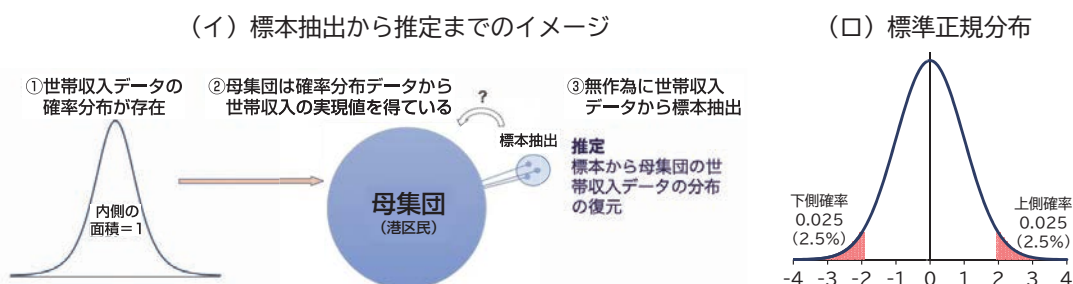 （イ）標本抽出から推定までのイメージ
①世帯収入データの
確率分布が存在
②母集団は確率分布データから
世帯収入の実現値を得ている
③無作為に世帯収入
データから標本抽出
?
標本抽出
推定
標本から母集団の世
帯収入データの分布
の復元
内側の
面積＝1
母集団
（港区民）
（ロ）標準正規分布
下側確率
0.025
(2.5%)
上側確率
0.025
(2.5%)
-4 -3 -2 -1 0 1 2 3 4